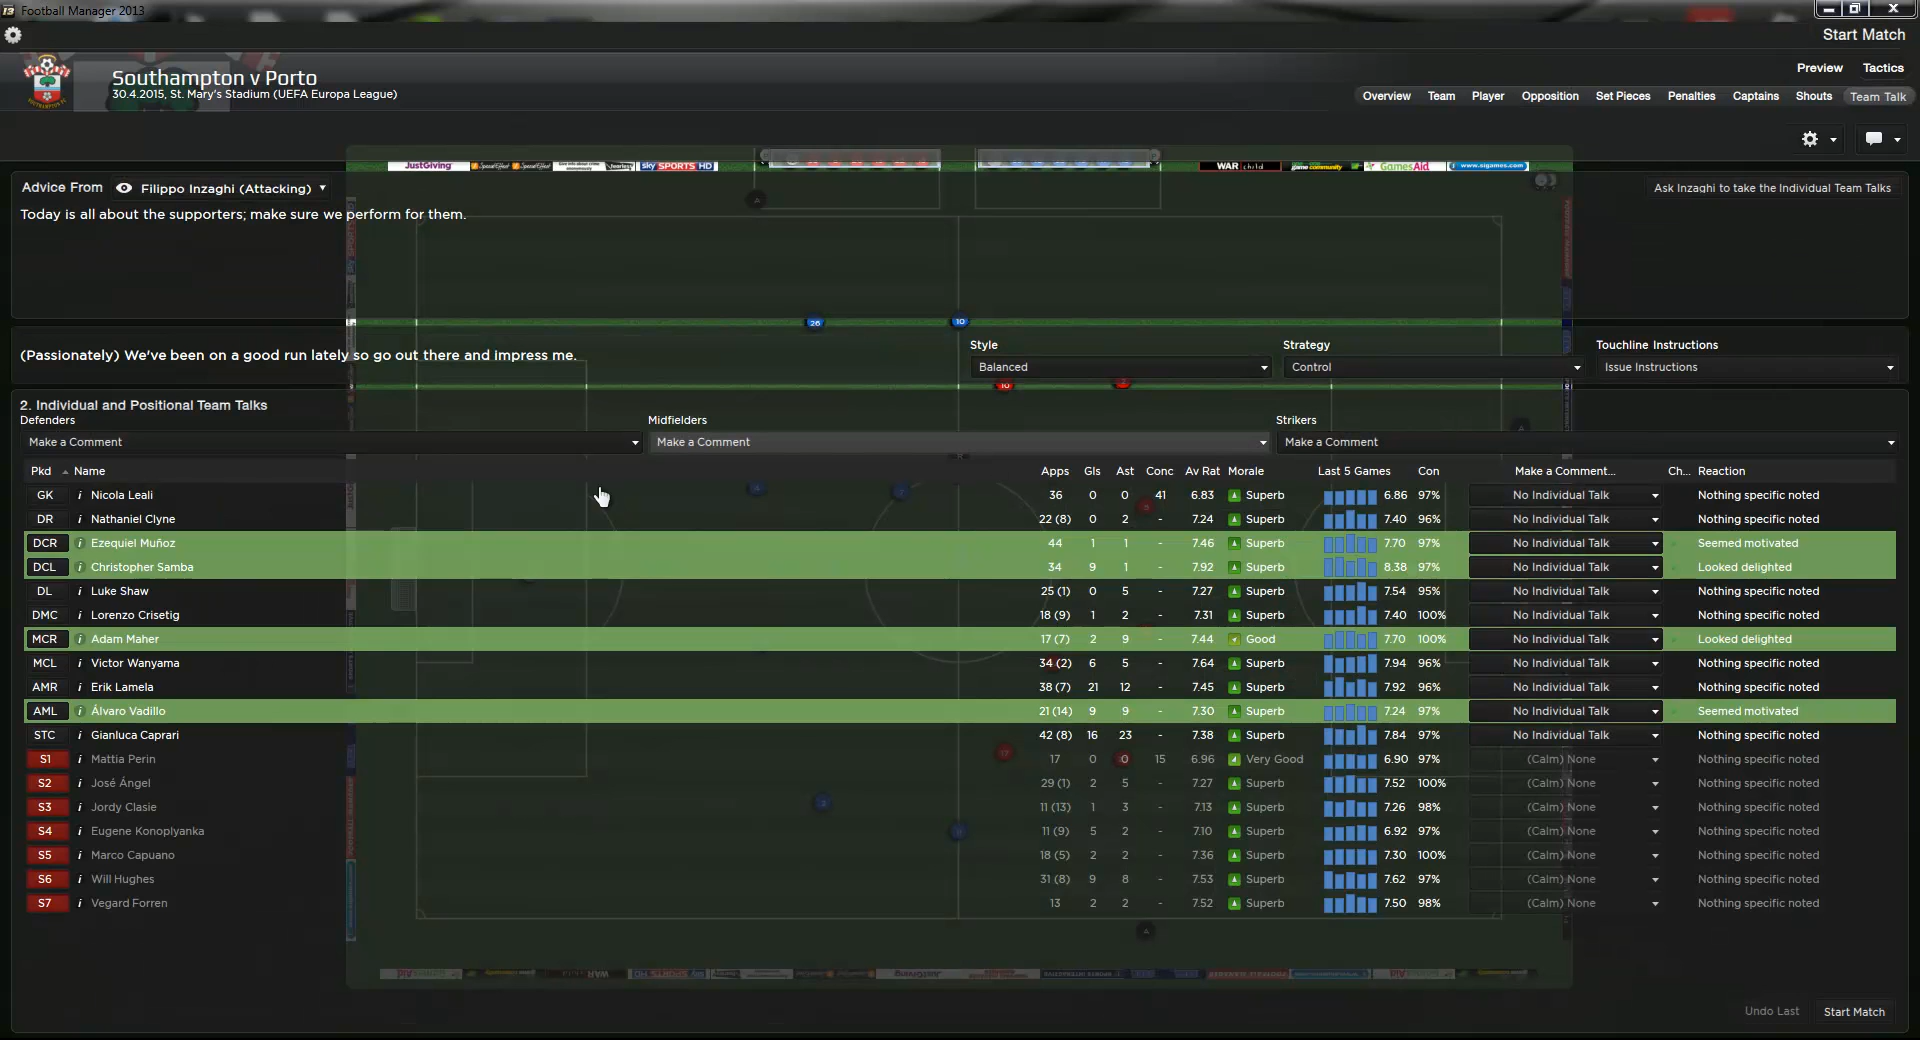 Football Manager 2013
Start Match
Southampton v Porto
30.4.2015, St. Mary's Stadium (UEFA Europa League)
Preview Tactics
Overview Team Player Opposition Set Pieces Penalties Captains Shouts Team Talk
JustGiving SpecialEffect SpecialEffect sky SPORTS HD WAR child game community GamesAid www.sigames.com
Advice From Filippo Inzaghi (Attacking) Ask Inzaghi to take the Individual Team Talks
Today is all about the supporters; make sure we perform for them.
26 10
(Passionately) We've been on a good run lately so go out there and impress me.
Style Strategy Touchline Instructions
Balanced Control Issue Instructions
10
2. Individual and Positional Team Talks
Defenders Midfielders Strikers
Make a Comment Make a Comment Make a Comment
Pkd Name Apps Gls Ast Conc Av Rat Morale Last 5 Games Con Make a Comment... Ch... Reaction
GK i Nicola Leali 36 0 0 41 6.83 Superb 6.86 97% No Individual Talk Nothing specific noted
DR i Nathaniel Clyne 22 (8) 0 2 - 7.24 Superb 7.40 96% No Individual Talk Nothing specific noted
DCR i Ezequiel Muñoz 44 1 1 - 7.46 Superb 7.70 97% No Individual Talk Seemed motivated
DCL i Christopher Samba 34 9 1 - 7.92 Superb 8.38 97% No Individual Talk Looked delighted
DL i Luke Shaw 25 (1) 0 5 - 7.27 Superb 7.54 95% No Individual Talk Nothing specific noted
DMC i Lorenzo Crisetig 18 (9) 1 2 - 7.31 Superb 7.40 100% No Individual Talk Nothing specific noted
MCR i Adam Maher 17 (7) 2 9 - 7.44 Good 7.70 100% No Individual Talk Looked delighted
MCL i Victor Wanyama 34 (2) 6 5 - 7.64 Superb 7.94 96% No Individual Talk Nothing specific noted
AMR i Erik Lamela 38 (7) 21 12 - 7.45 Superb 7.92 96% No Individual Talk Nothing specific noted
AML i Álvaro Vadillo 21 (14) 9 9 - 7.30 Superb 7.24 97% No Individual Talk Seemed motivated
STC i Gianluca Caprari 42 (8) 16 23 - 7.38 Superb 7.84 97% No Individual Talk Nothing specific noted
S1 i Mattia Perin 17 0 0 15 6.96 Very Good 6.90 97% (Calm) None Nothing specific noted
S2 i José Ángel 29 (1) 2 5 - 7.27 Superb 7.52 100% (Calm) None Nothing specific noted
S3 i Jordy Clasie 11 (13) 1 3 - 7.13 Superb 7.26 98% (Calm) None Nothing specific noted
S4 i Eugene Konoplyanka 11 (9) 5 2 - 7.10 Superb 6.92 97% (Calm) None Nothing specific noted
S5 i Marco Capuano 18 (5) 2 2 - 7.36 Superb 7.30 100% (Calm) None Nothing specific noted
S6 i Will Hughes 31 (8) 9 8 - 7.53 Superb 7.62 97% (Calm) None Nothing specific noted
S7 i Vegard Forren 13 2 2 - 7.52 Superb 7.50 98% (Calm) None Nothing specific noted
Undo Last Start Match